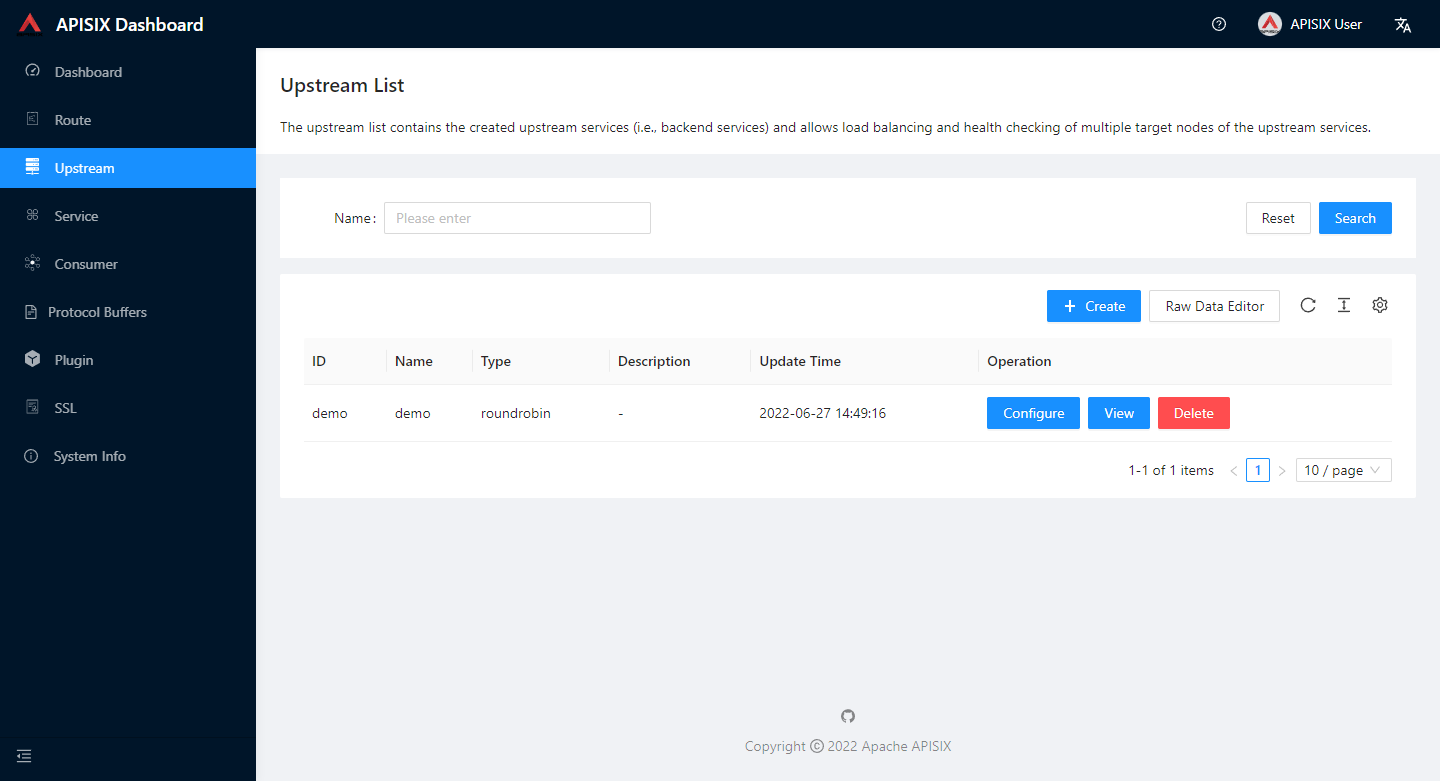 APISIX Dashboard
APISIX User
Dashboard
Route
Upstream
Service
Consumer
Protocol Buffers
Plugin
SSL
System Info
Upstream List
The upstream list contains the created upstream services (i.e., backend services) and allows load balancing and health checking of multiple target nodes of the upstream services.
Name: Please enter Reset Search
+ Create Raw Data Editor
ID Name Type Description Update Time Operation
demo demo roundrobin - 2022-06-27 14:49:16 Configure View Delete
1-1 of 1 items < 1 > 10 / page
Copyright © 2022 Apache APISIX